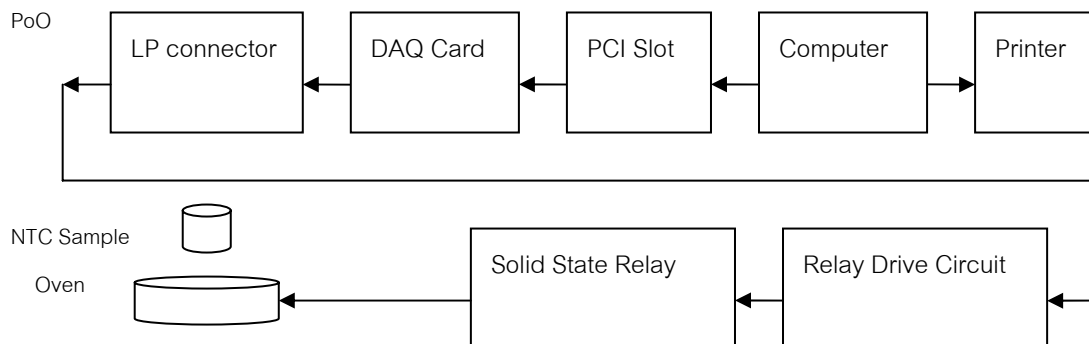 PoO
LP connector
DAQ Card
PCI Slot
Computer
Printer
NTC Sample
Oven
Solid State Relay
Relay Drive Circuit